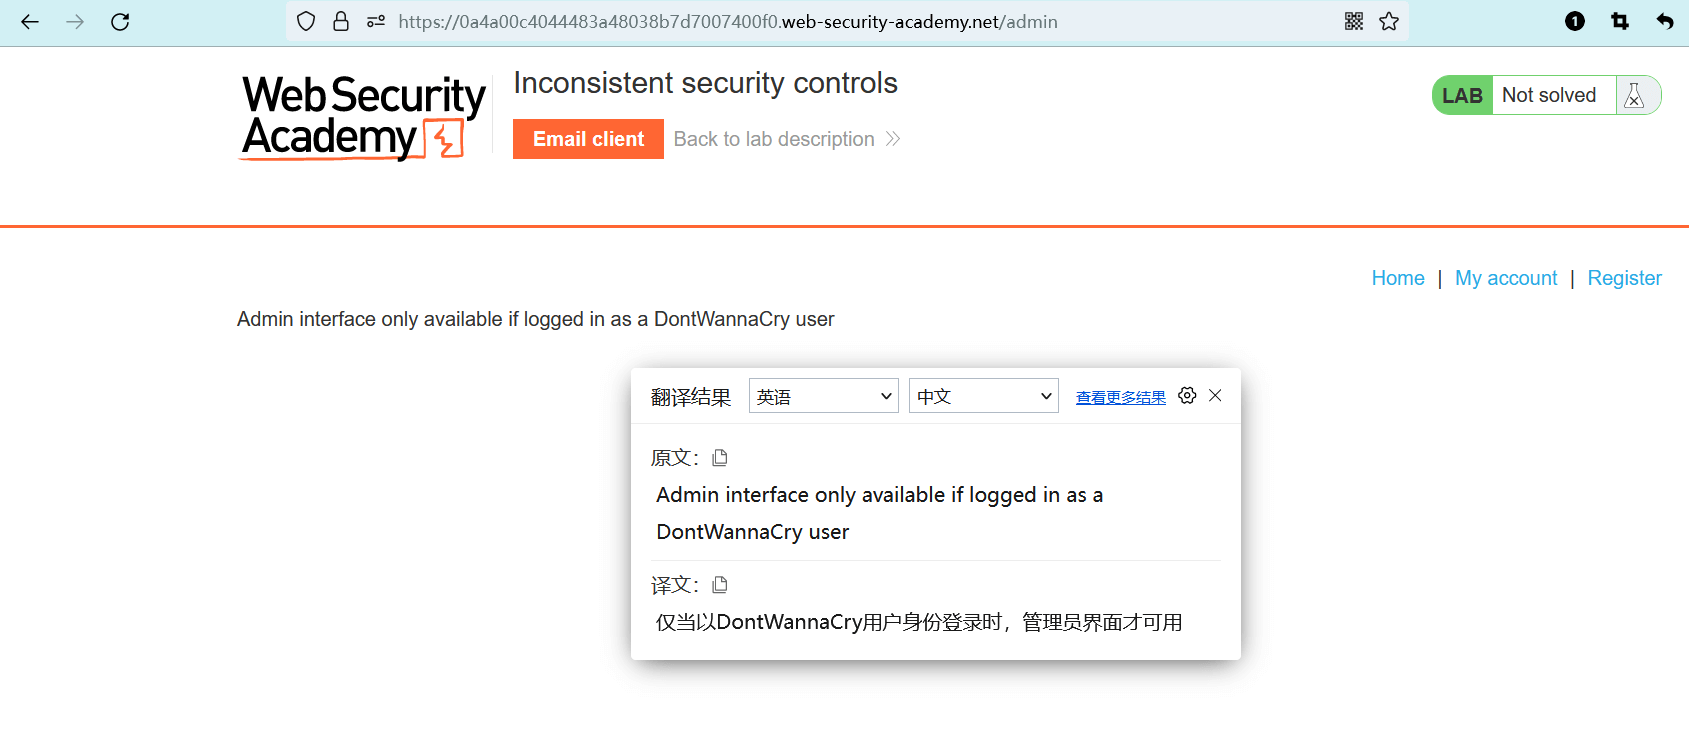 https://0a4a00c4044483a48038b7d7007400f0.web-security-academy.net/admin
1
Web Security
Academy
Inconsistent security controls
Email client
Back to lab description
LAB
Not solved
Home | My account | Register
Admin interface only available if logged in as a DontWannaCry user
翻译结果 英语 中文 查看更多结果
原文：
Admin interface only available if logged in as a
DontWannaCry user
译文：
仅当以DontWannaCry用户身份登录时，管理员界面才可用